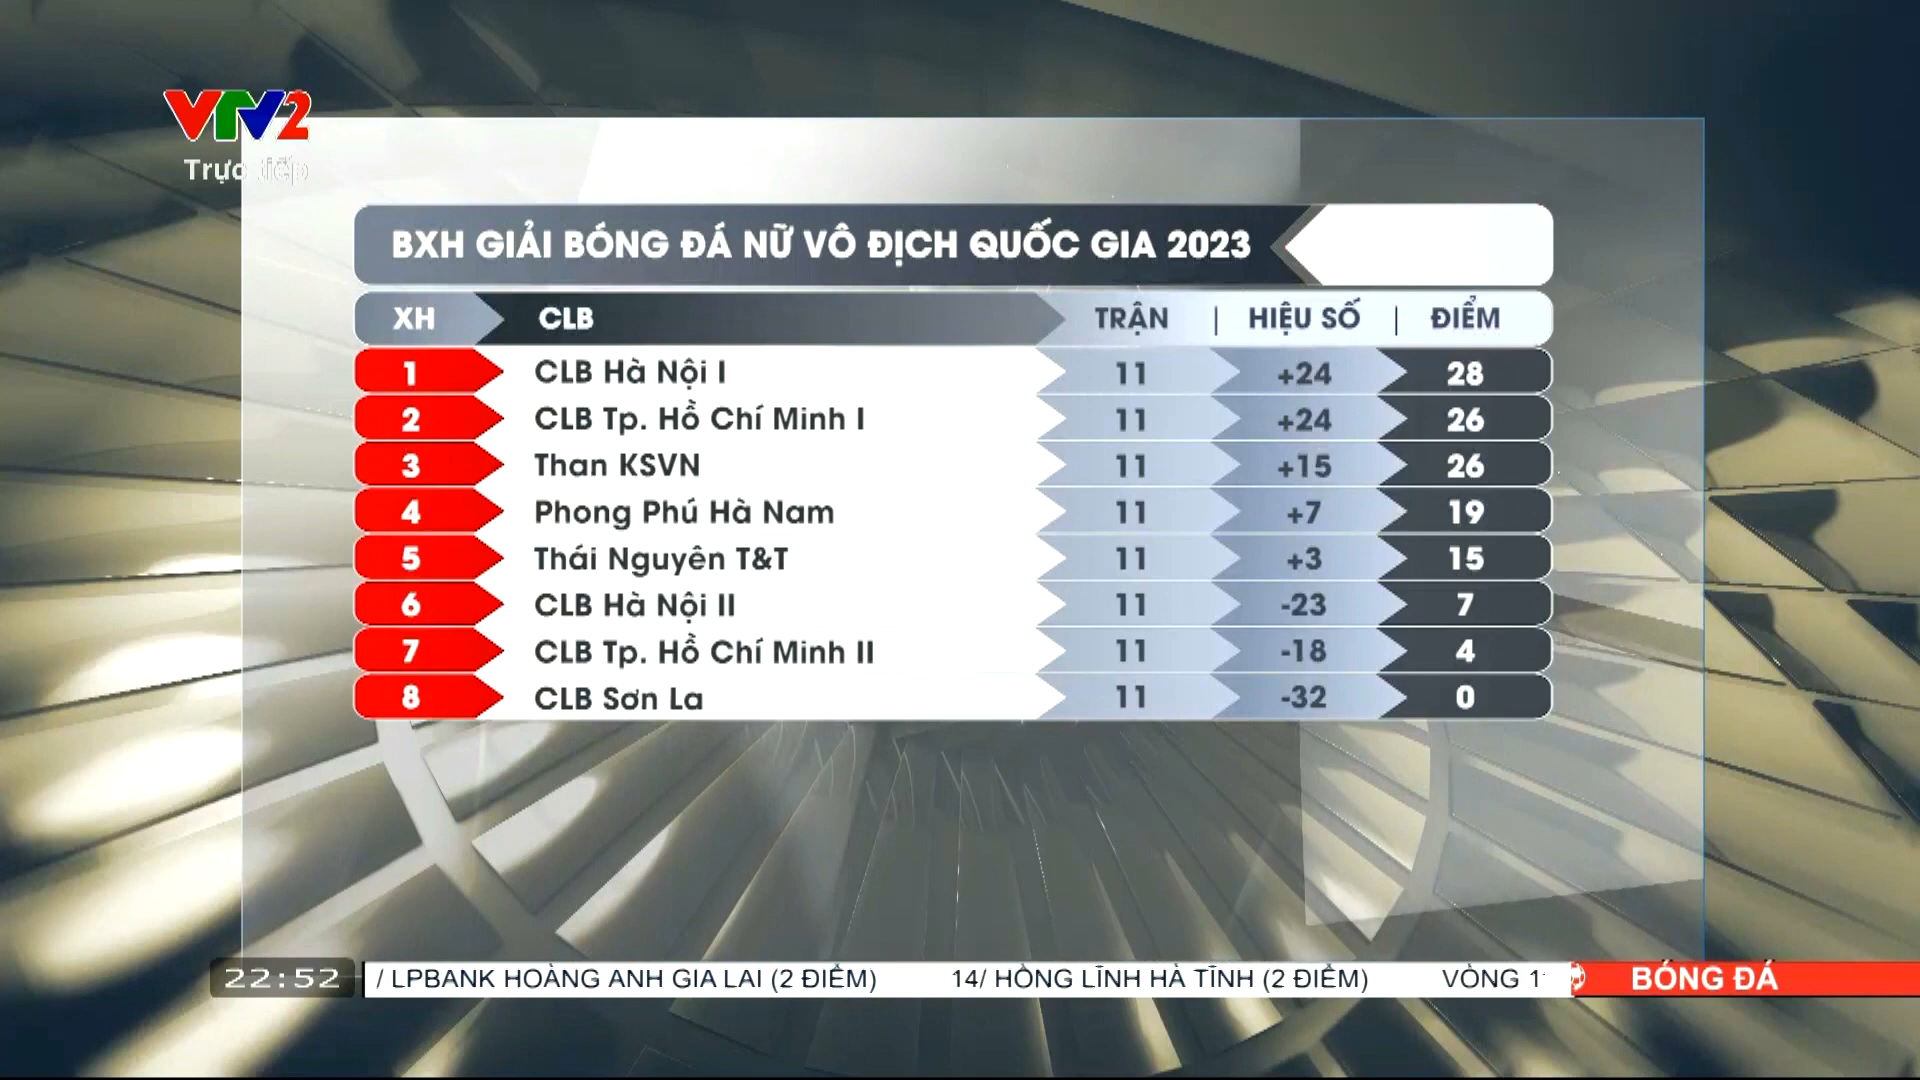 VTV2
Trực tiếp
BXH GIẢI BÓNG ĐÁ NỮ VÔ ĐỊCH QUỐC GIA 2023
XH CLB TRẬN | HIỆU SỐ | ĐIỂM
1 CLB Hà Nội I 11 +24 28
2 CLB Tp. Hồ Chí Minh I 11 +24 26
3 Than KSVN 11 +15 26
4 Phong Phú Hà Nam 11 +7 19
5 Thái Nguyên T&T 11 +3 15
6 CLB Hà Nội II 11 -23 7
7 CLB Tp. Hồ Chí Minh II 11 -18 4
8 CLB Sơn La 11 -32 0
22:52 / LPBANK HOÀNG ANH GIA LAI (2 ĐIỂM) 14/ HỒNG LĨNH HÀ TĨNH (2 ĐIỂM) VÒNG BÓNG ĐÁ